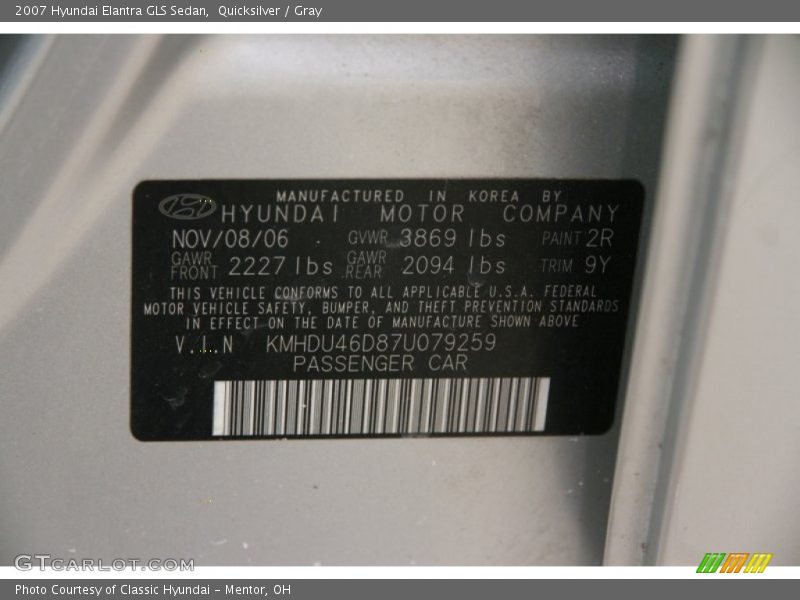 2007 Hyundai Elantra GLS Sedan,  Quicksilver / Gray
MANUFACTURED IN KOREA BY
HYUNDAI MOTOR COMPANY
NOV/08/06 GVWR 3869 lbs PAINT 2R
GAWR FRONT 2227 lbs GAWR REAR 2094 lbs TRIM 9Y
THIS VEHICLE CONFORMS TO ALL APPLICABLE U.S.A. FEDERAL
MOTOR VEHICLE SAFETY, BUMPER, AND THEFT PREVENTION STANDARDS
IN EFFECT ON THE DATE OF MANUFACTURE SHOWN ABOVE
V.I.N KMHDU46D87U079259
PASSENGER CAR
GTCARLOT.COM
Photo Courtesy of Classic Hyundai - Mentor, OH